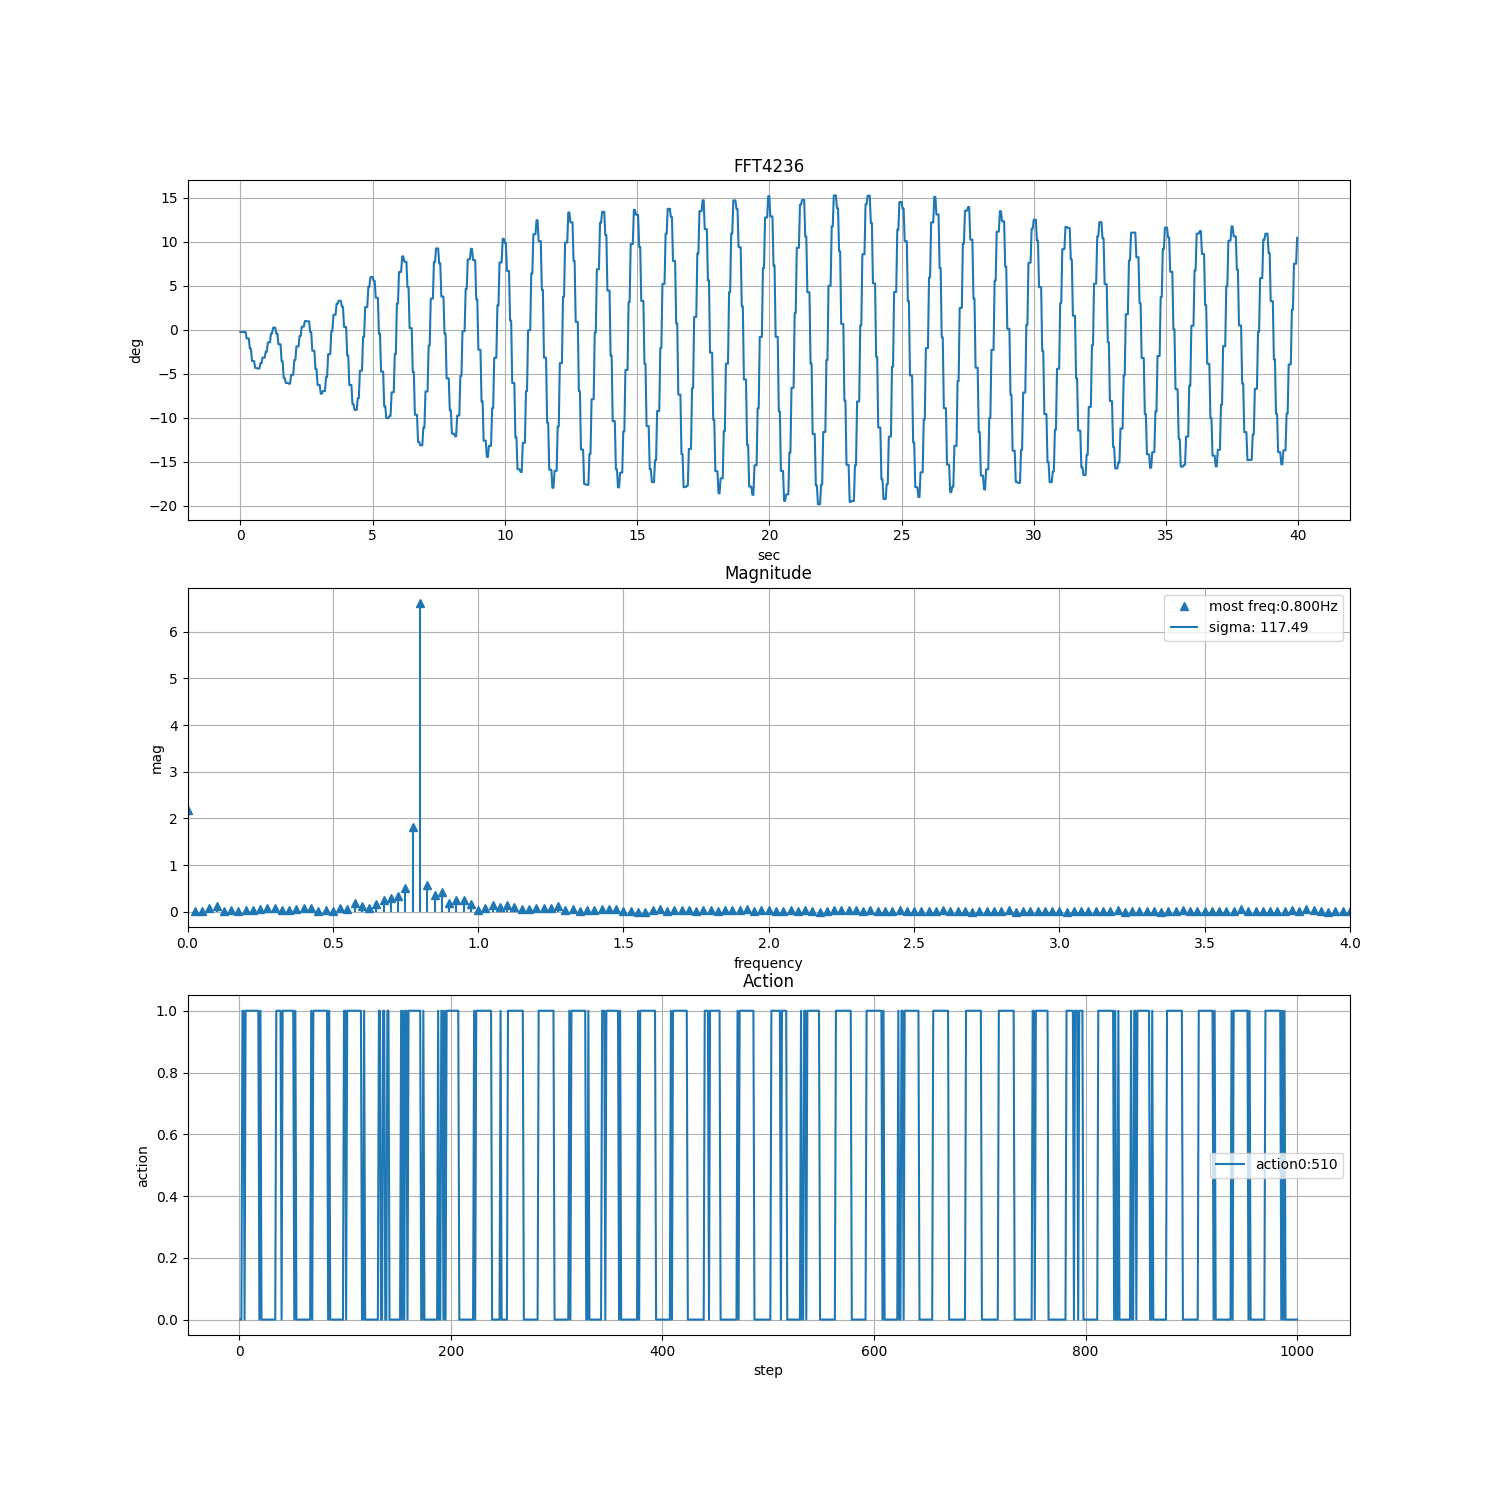 FFT4236
15
10
5
0
−5
−10
−15
−20
deg
0 5 10 15 20 25 30 35 40
sec
Magnitude
most freq:0.800Hz
sigma: 117.49
6
5
4
3
2
1
0
mag
0.0 0.5 1.0 1.5 2.0 2.5 3.0 3.5 4.0
frequency
Action
1.0
0.8
0.6
0.4
0.2
0.0
action
action0:510
0 200 400 600 800 1000
step